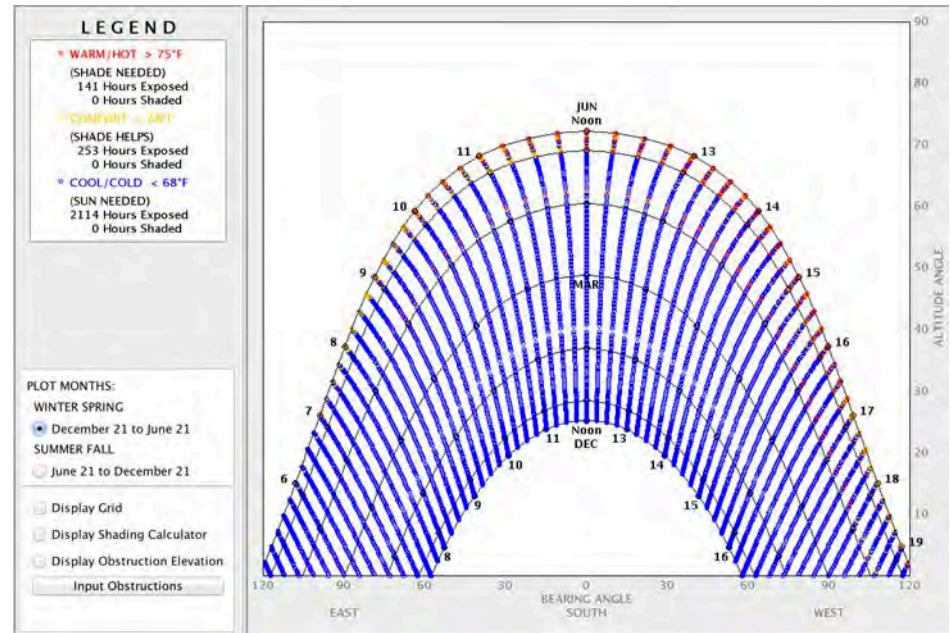 LEGEND
WARM/HOT > 75°F
(SHADE NEEDED)
141 Hours Exposed
0 Hours Shaded
COMFORT > 68°F
(SHADE HELPS)
253 Hours Exposed
0 Hours Shaded
COOL/COLD < 68°F
(SUN NEEDED)
2114 Hours Exposed
0 Hours Shaded
PLOT MONTHS:
WINTER SPRING
December 21 to June 21
SUMMER FALL
June 21 to December 21
Display Grid
Display Shading Calculator
Display Obstruction Elevation
Input Obstructions
90
80
JUN
Noon
70
11
13
60
10
14
50
9
15
MAR
40
8
16
30
7
17
Noon
DEC
11
13
20
10
14
6
18
9
15
10
19
8
16
ALTITUDE ANGLE
120 90 60 30 0 30 60 90 120
BEARING ANGLE
EAST SOUTH WEST